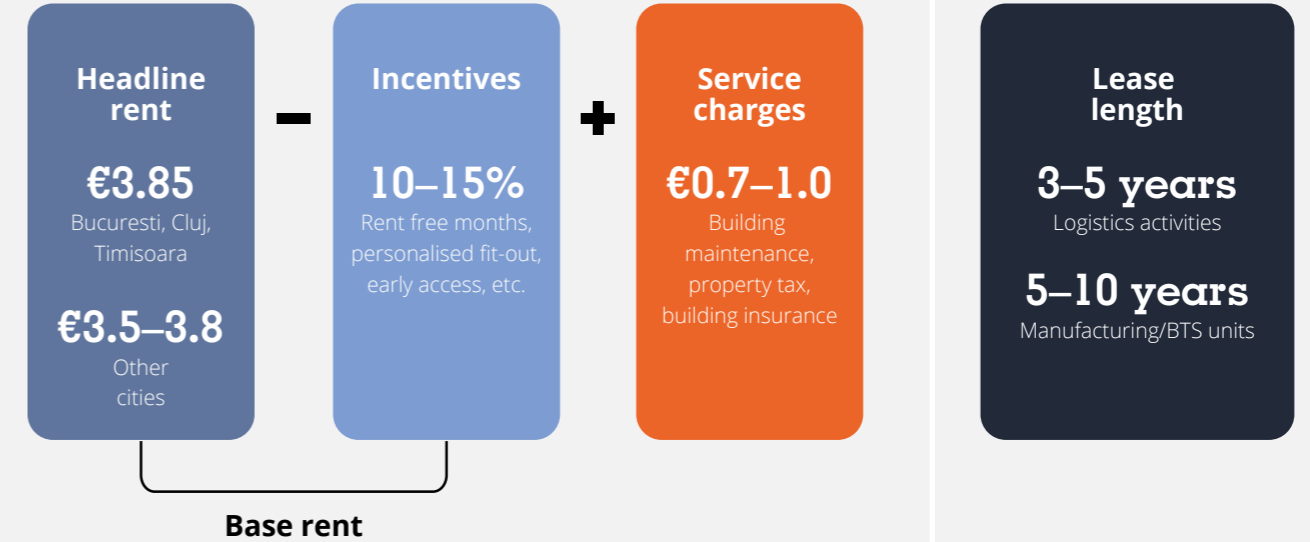 Headline
rent
€3.85
Bucuresti, Cluj,
Timisoara
€3.5–3.8
Other
cities
–
Incentives
10–15%
Rent free months,
personalised fit-out,
early access, etc.
+
Service
charges
€0.7–1.0
Building
maintenance,
property tax,
building insurance
Base rent
Lease
length
3–5 years
Logistics activities
5–10 years
Manufacturing/BTS units